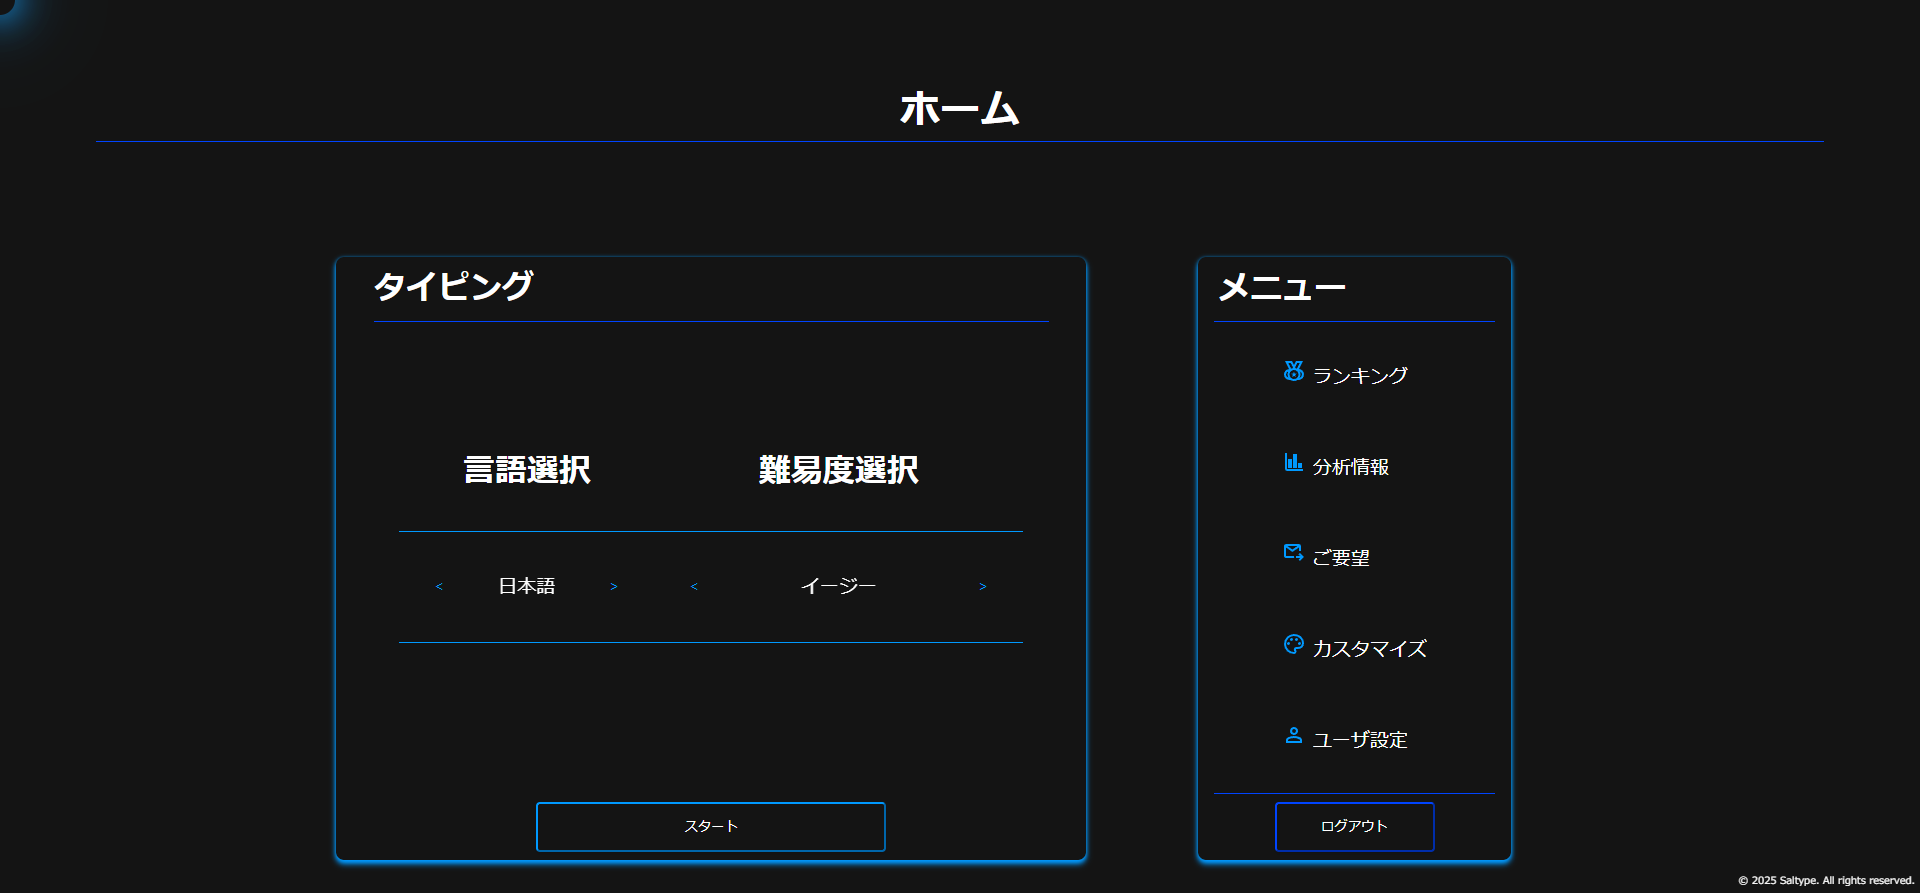 ホーム
タイピング
言語選択 難易度選択
< 日本語 > < イージー >
スタート
メニュー
ランキング
分析情報
ご要望
カスタマイズ
ユーザ設定
ログアウト
© 2025 Saltype. All rights reserved.